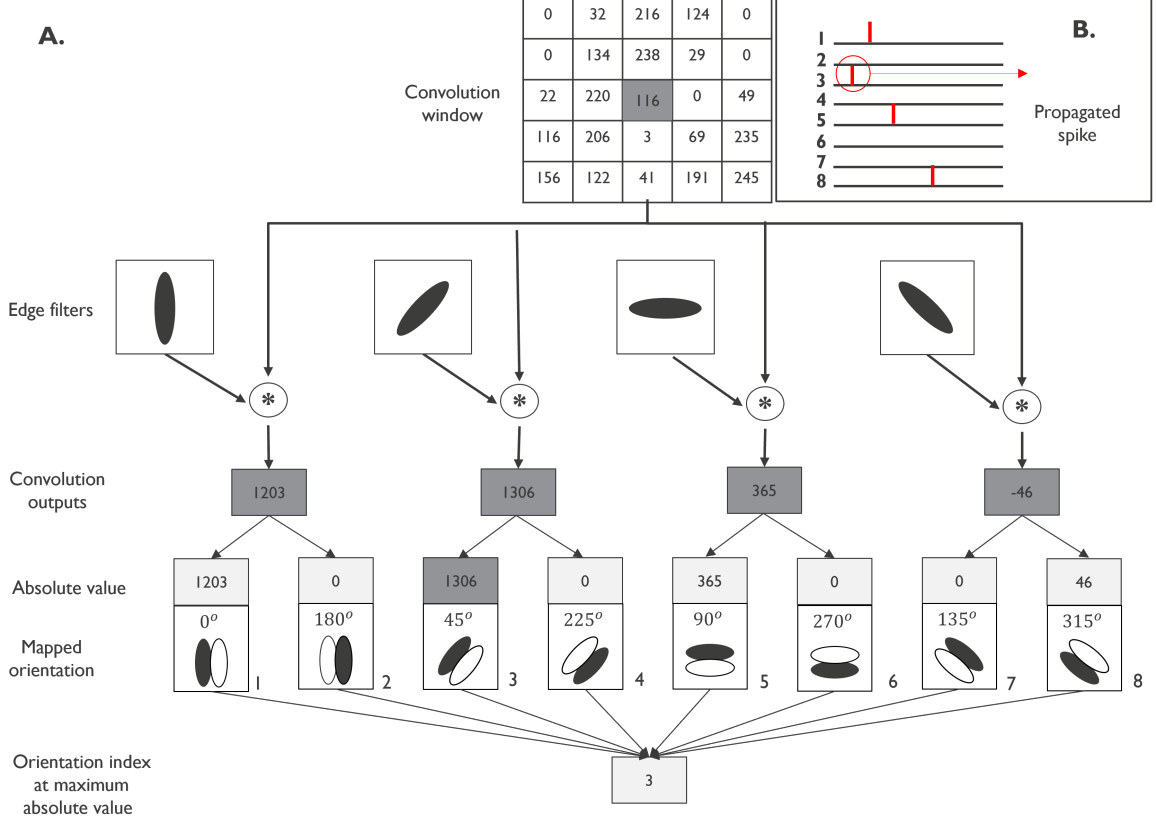 A.
0 32 216 124 0
0 134 238 29 0
22 220 116 0 49
116 206 3 69 235
156 122 41 191 245
Convolution
window
B.
1
2
3
4
5
6
7
8
Propagated
spike
Edge filters
* * * *
Convolution
outputs
1203 1306 365 -46
Absolute value
1203 0 1306 0 365 0 0 46
Mapped
orientation
0° 180° 45° 225° 90° 270° 135° 315°
1 2 3 4 5 6 7 8
Orientation index
at maximum
absolute value
3